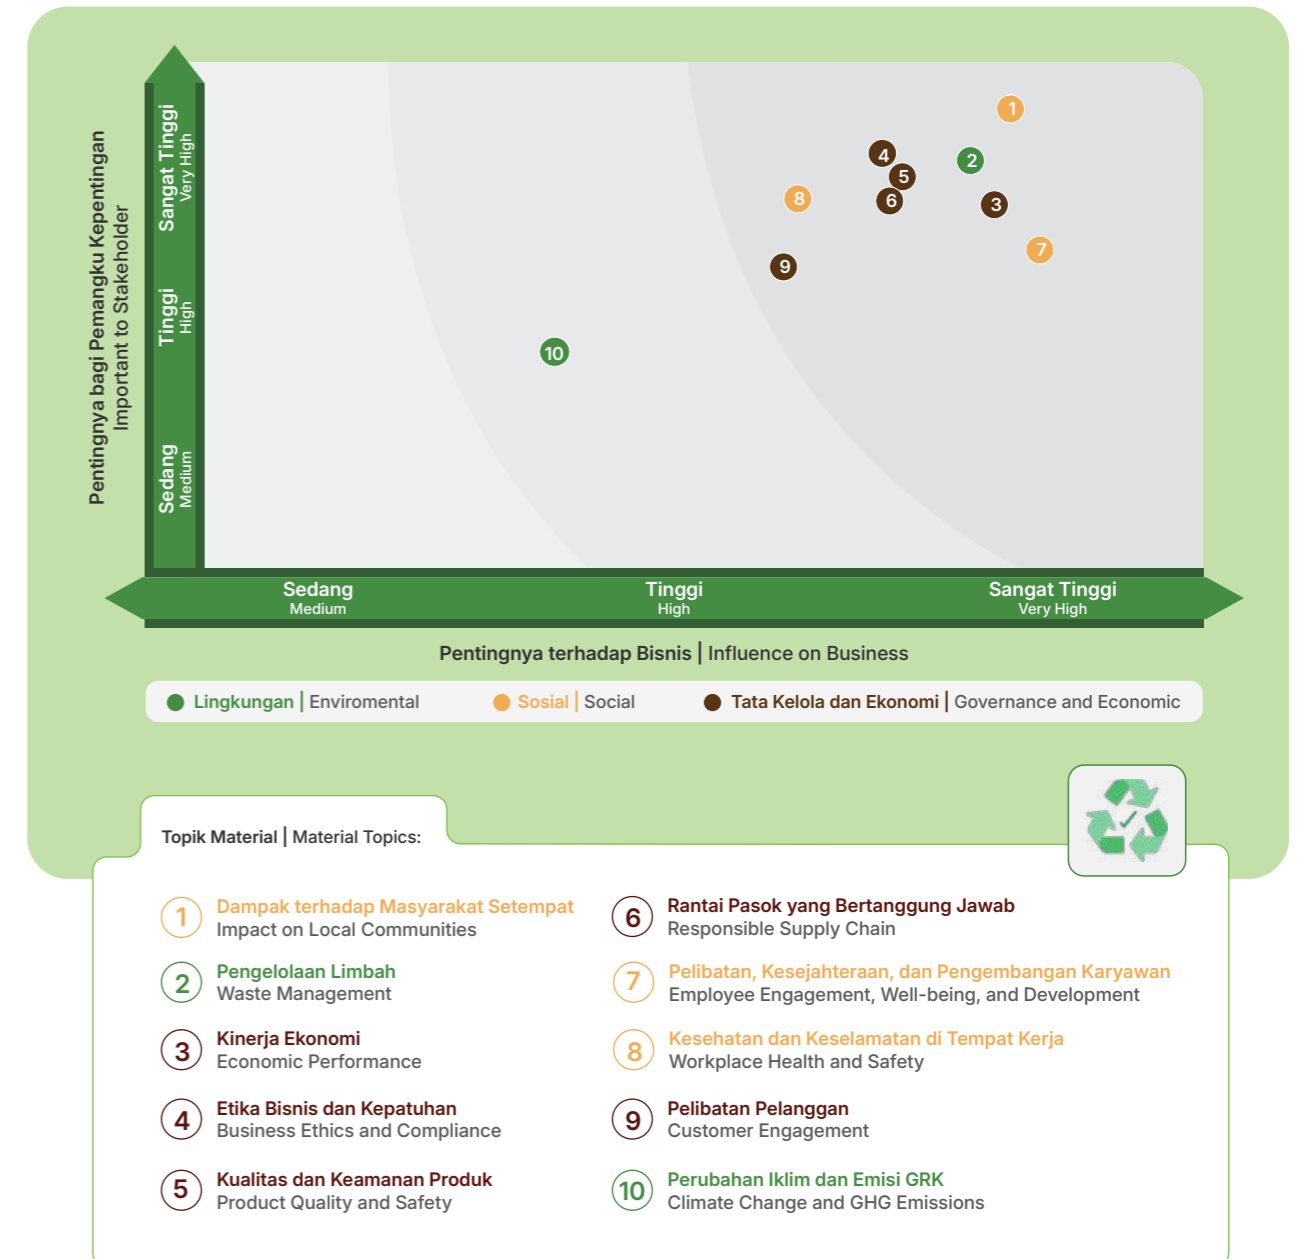 Pentingnya bagi Pemangku Kepentingan
Important to Stakeholder
Sangat Tinggi
Very High
Tinggi
High
Sedang
Medium
1
4
2
5
8
6
3
7
9
10
Sedang
Medium
Tinggi
High
Sangat Tinggi
Very High
Pentingnya terhadap Bisnis | Influence on Business
Lingkungan | Enviromental
Sosial | Social
Tata Kelola dan Ekonomi | Governance and Economic
Topik Material | Material Topics:
1 Dampak terhadap Masyarakat Setempat
Impact on Local Communities
2 Pengelolaan Limbah
Waste Management
3 Kinerja Ekonomi
Economic Performance
4 Etika Bisnis dan Kepatuhan
Business Ethics and Compliance
5 Kualitas dan Keamanan Produk
Product Quality and Safety
6 Rantai Pasok yang Bertanggung Jawab
Responsible Supply Chain
7 Pelibatan, Kesejahteraan, dan Pengembangan Karyawan
Employee Engagement, Well-being, and Development
8 Kesehatan dan Keselamatan di Tempat Kerja
Workplace Health and Safety
9 Pelibatan Pelanggan
Customer Engagement
10 Perubahan Iklim dan Emisi GRK
Climate Change and GHG Emissions